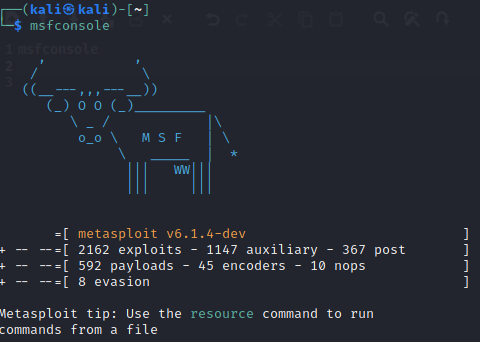 ┌──(kali㉿kali)-[~]
└─$ msfconsole
     ,           ,
    /             \
   ((__---,,,---__))
      (_) O O (_)_________
         \ _ /            |\
          o_o \   M S F   | \
               \   _____  |  *
                |||   WW|||
                |||     |||
       =[ metasploit v6.1.4-dev ]
+ -- --=[ 2162 exploits - 1147 auxiliary - 367 post ]
+ -- --=[ 592 payloads - 45 encoders - 10 nops ]
+ -- --=[ 8 evasion ]
Metasploit tip: Use the resource command to run
commands from a file